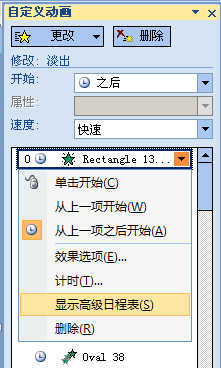 自定义动画
更改 删除
修改: 淡出
开始: 之后
属性:
速度: 快速
0 Rectangle 13...
单击开始(C)
从上一项开始(W)
从上一项之后开始(A)
效果选项(E)...
计时(T)...
显示高级日程表(S)
删除(R)
Oval 38